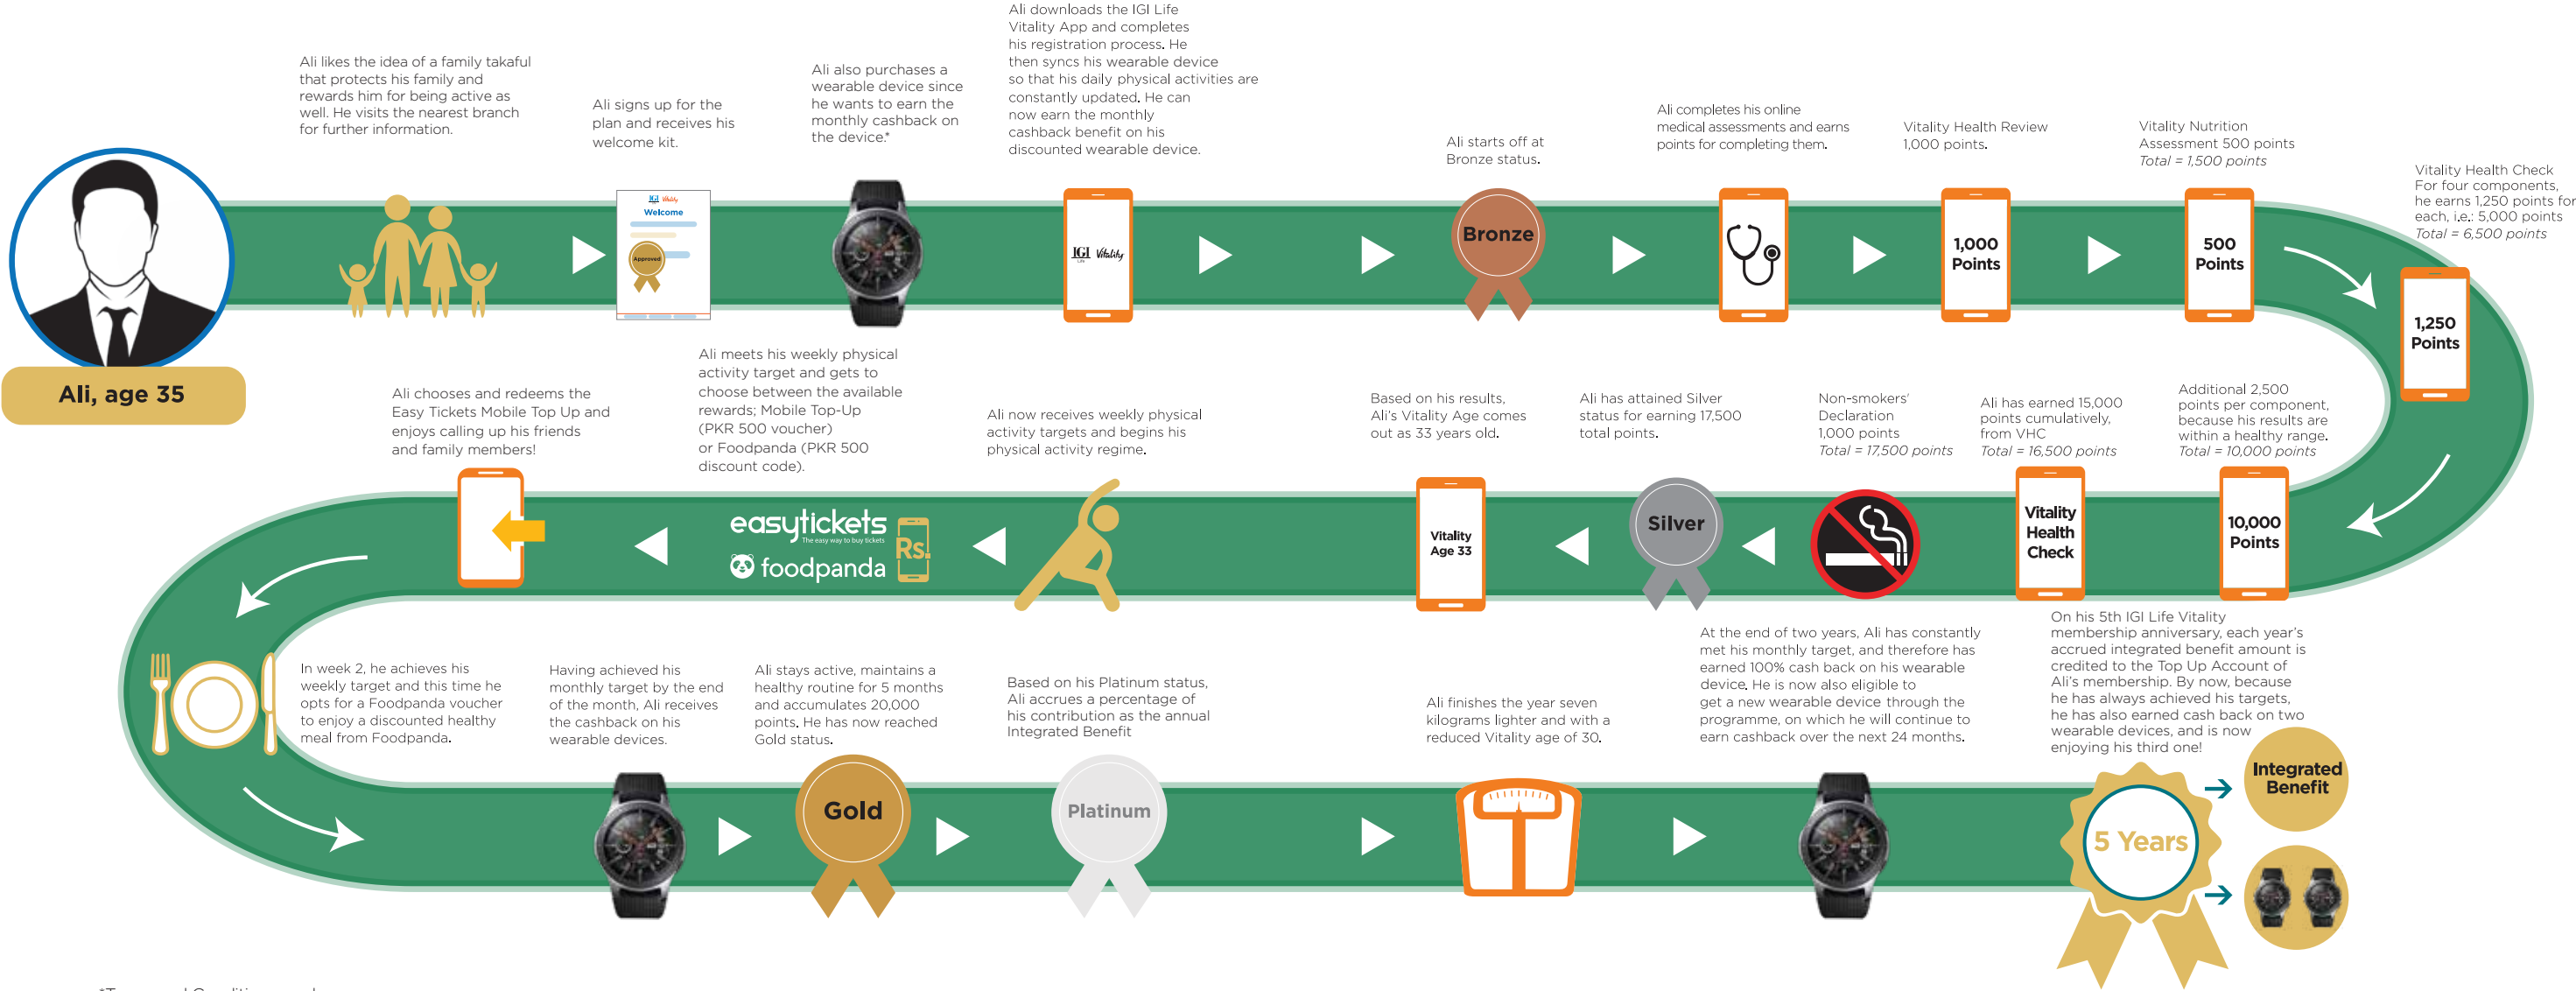 Ali likes the idea of a family takaful
that protects his family and
rewards him for being active as
well. He visits the nearest branch
for further information.
Ali signs up for the
plan and receives his
welcome kit.
Ali also purchases a
wearable device since
he wants to earn the
monthly cashback on
the device.*
Ali downloads the IGI Life
Vitality App and completes
his registration process. He
then syncs his wearable device
so that his daily physical activities are
constantly updated. He can
now earn the monthly
cashback benefit on his
discounted wearable device.
Ali starts off at
Bronze status.
Ali completes his online
medical assessments and earns
points for completing them.
Vitality Health Review
1,000 points.
Vitality Nutrition
Assessment 500 points
Total = 1,500 points
Vitality Health Check
For four components,
he earns 1,250 points for
each, i.e.: 5,000 points
Total = 6,500 points
IGI Vitality
Welcome
Approved
IGI Vitality
Life
Bronze
1,000
Points
500
Points
1,250
Points
Ali, age 35
Ali chooses and redeems the
Easy Tickets Mobile Top Up and
enjoys calling up his friends
and family members!
Ali meets his weekly physical
activity target and gets to
choose between the available
rewards; Mobile Top-Up
(PKR 500 voucher)
or Foodpanda (PKR 500
discount code).
Ali now receives weekly physical
activity targets and begins his
physical activity regime.
Based on his results,
Ali's Vitality Age comes
out as 33 years old.
Ali has attained Silver
status for earning 17,500
total points.
Non-smokers'
Declaration
1,000 points
Total = 17,500 points
Ali has earned 15,000
points cumulatively,
from VHC
Total = 16,500 points
Additional 2,500
points per component,
because his results are
within a healthy range.
Total = 10,000 points
easytickets
The easy way to buy tickets
foodpanda
Rs.
Vitality
Age 33
Silver
Vitality
Health
Check
10,000
Points
In week 2, he achieves his
weekly target and this time he
opts for a Foodpanda voucher
to enjoy a discounted healthy
meal from Foodpanda.
Having achieved his
monthly target by the end
of the month, Ali receives
the cashback on his
wearable devices.
Ali stays active, maintains a
healthy routine for 5 months
and accumulates 20,000
points. He has now reached
Gold status.
Based on his Platinum status,
Ali accrues a percentage of
his contribution as the annual
Integrated Benefit
Ali finishes the year seven
kilograms lighter and with a
reduced Vitality age of 30.
At the end of two years, Ali has constantly
met his monthly target, and therefore has
earned 100% cash back on his wearable
device. He is now also eligible to
get a new wearable device through the
programme, on which he will continue to
earn cashback over the next 24 months.
On his 5th IGI Life Vitality
membership anniversary, each year's
accrued integrated benefit amount is
credited to the Top Up Account of
Ali's membership. By now, because
he has always achieved his targets,
he has also earned cash back on two
wearable devices, and is now
enjoying his third one!
Gold
Platinum
5 Years
Integrated
Benefit